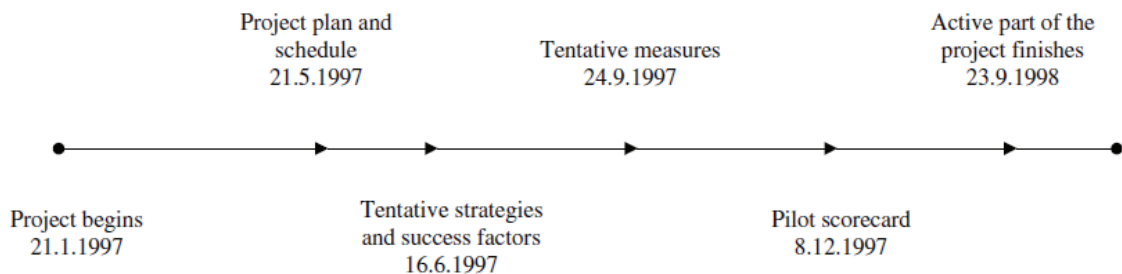 Project plan and
schedule
21.5.1997
Tentative measures
24.9.1997
Active part of the
project finishes
23.9.1998
Project begins
21.1.1997
Tentative strategies
and success factors
16.6.1997
Pilot scorecard
8.12.1997